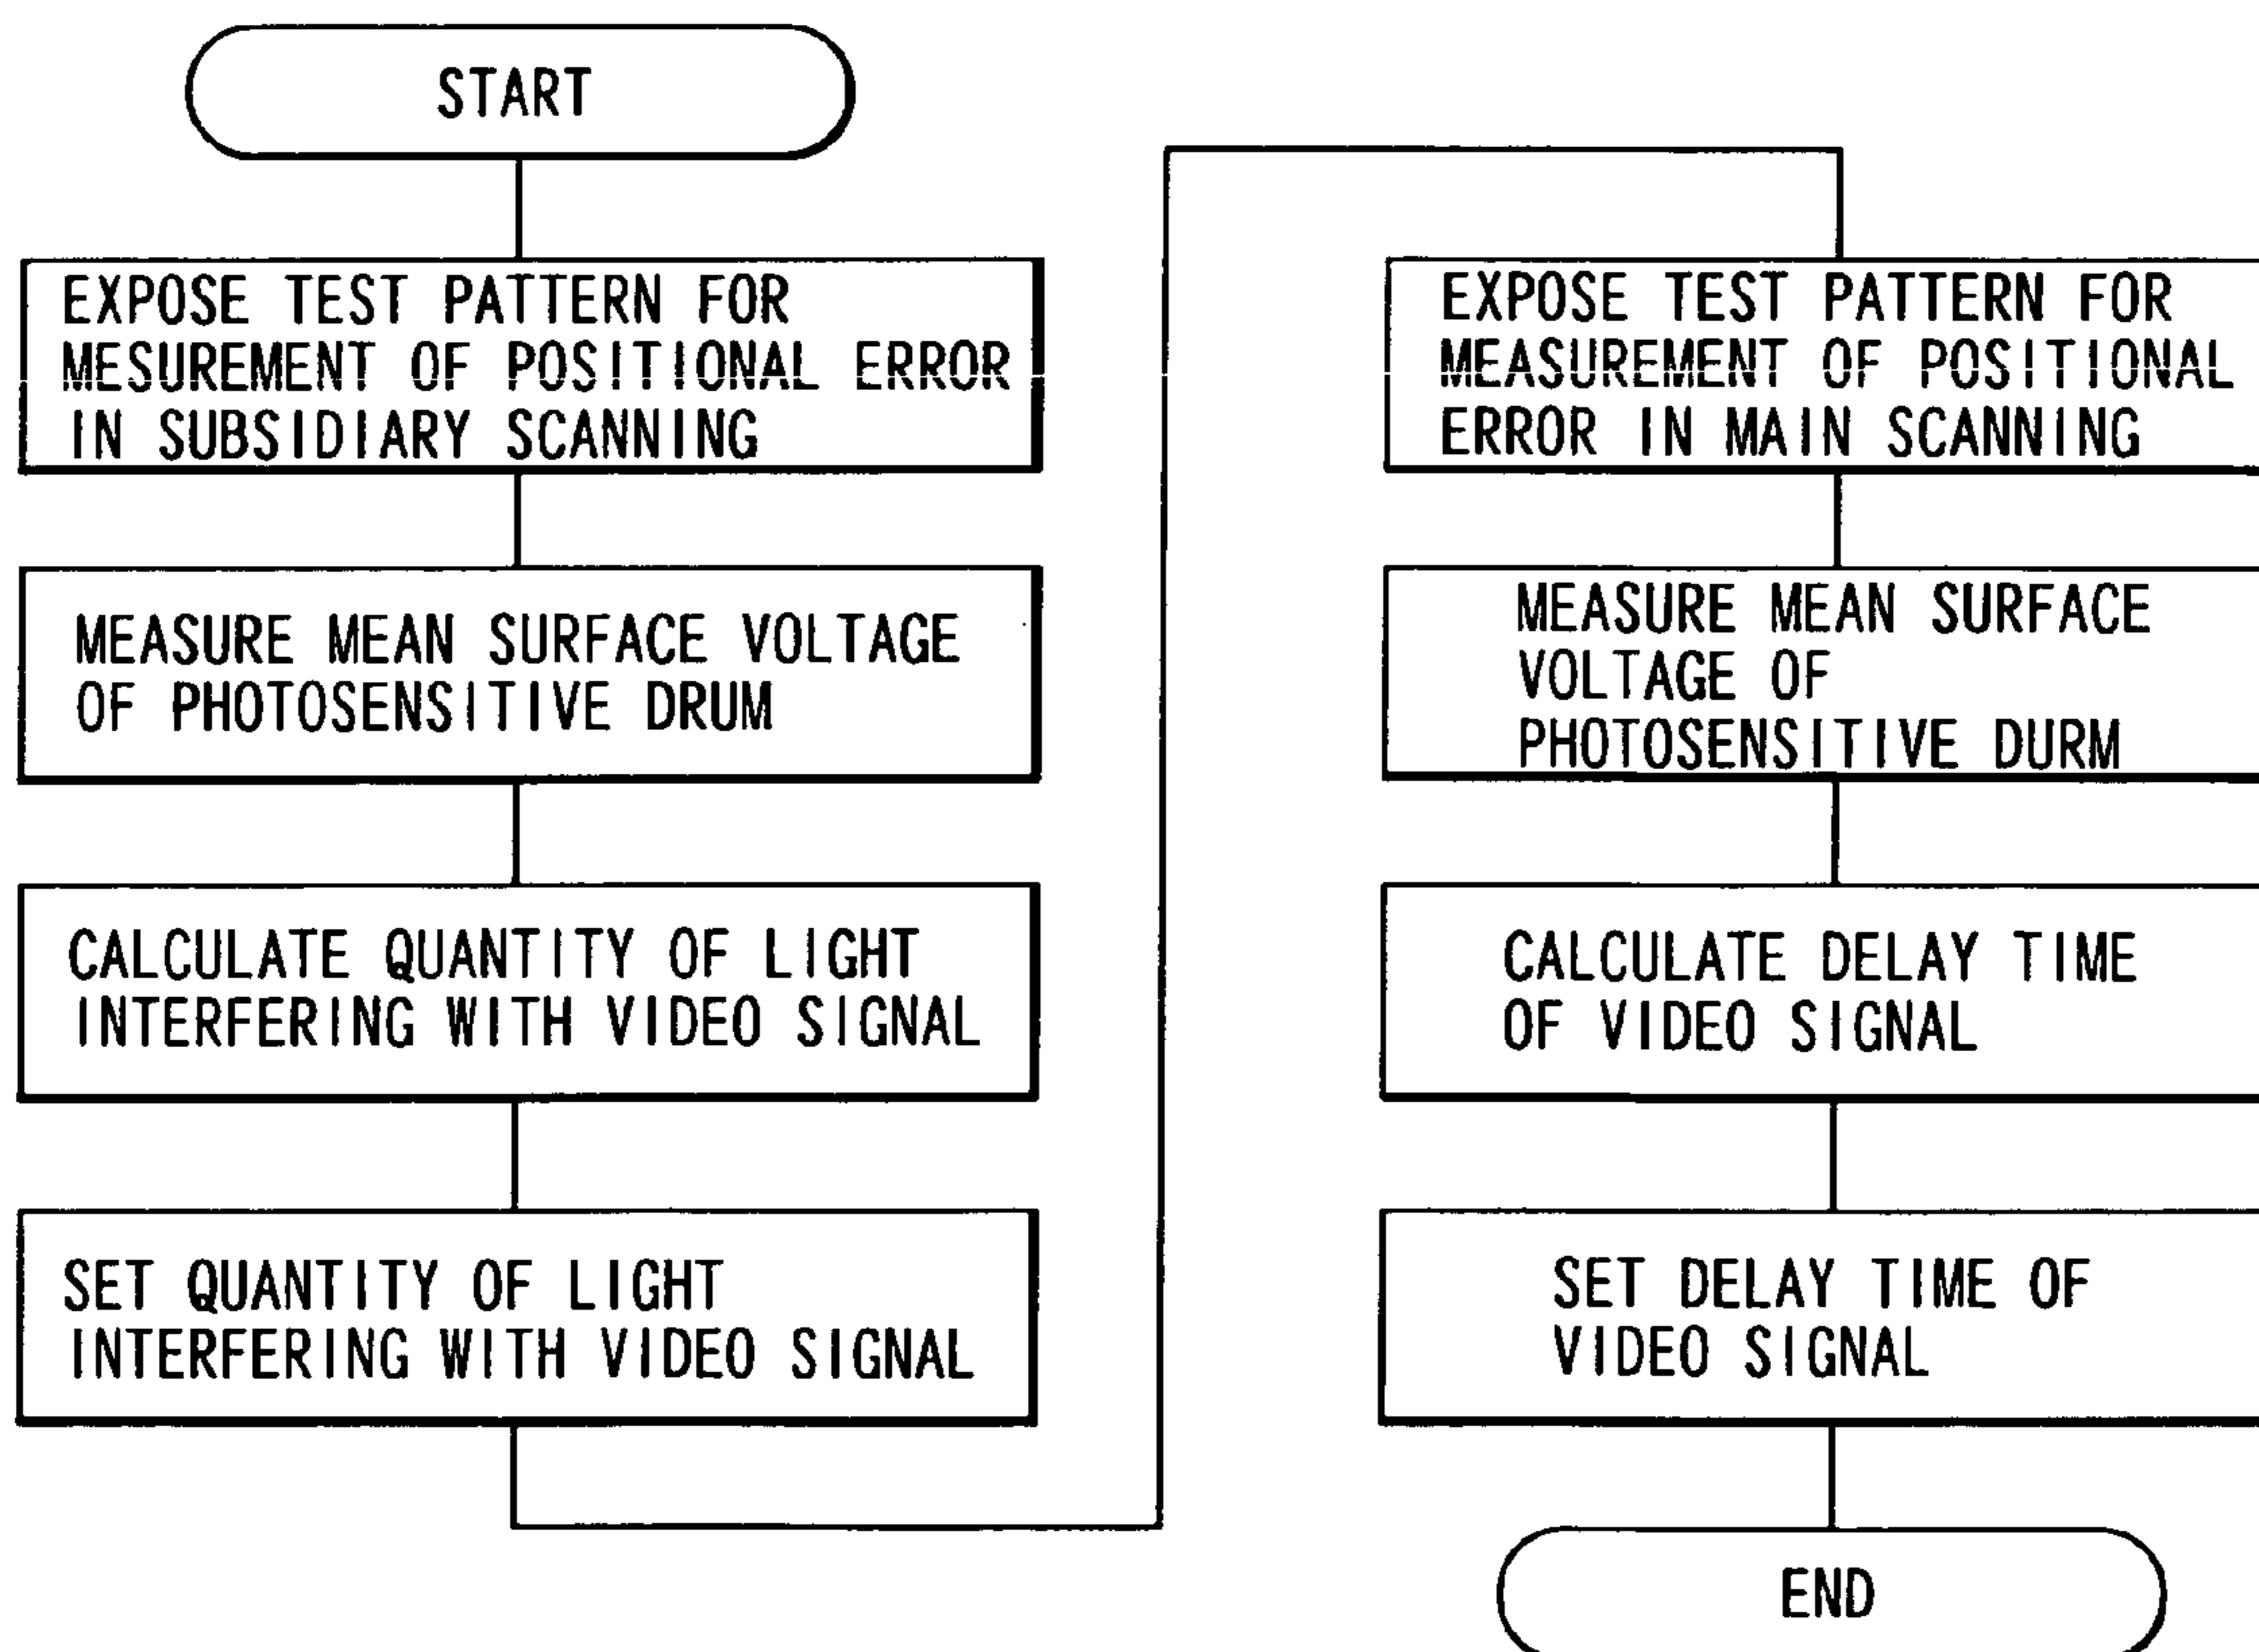 START
EXPOSE TEST PATTERN FOR
MESUREMENT OF POSITIONAL ERROR
IN SUBSIDIARY SCANNING
MEASURE MEAN SURFACE VOLTAGE
OF PHOTOSENSITIVE DRUM
CALCULATE QUANTITY OF LIGHT
INTERFERING WITH VIDEO SIGNAL
SET QUANTITY OF LIGHT
INTERFERING WITH VIDEO SIGNAL
EXPOSE TEST PATTERN FOR
MEASUREMENT OF POSITIONAL
ERROR IN MAIN SCANNING
MEASURE MEAN SURFACE
VOLTAGE OF
PHOTOSENSITIVE DURM
CALCULATE DELAY TIME
OF VIDEO SIGNAL
SET DELAY TIME OF
VIDEO SIGNAL
END